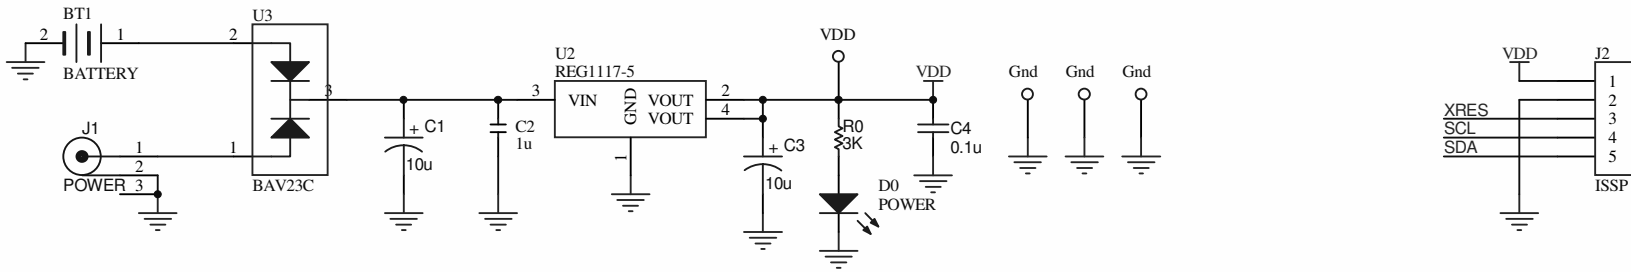 BT1
2
1
BATTERY
J1
1
2
POWER
3
U3
2
3
1
BAV23C
C1
+
10u
C2
1u
U2
REG1117-5
3
VIN
GND
VOUT
2
VOUT
4
1
+
C3
10u
VDD
R0
3K
D0
POWER
VDD
C4
0.1u
Gnd
Gnd
Gnd
VDD
J2
1
2
XRES
3
SCL
4
SDA
5
ISSP